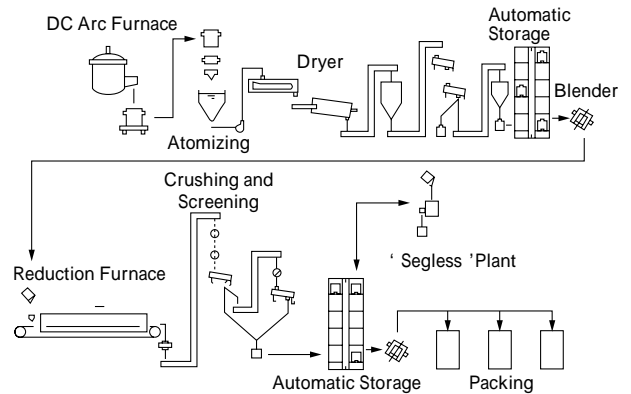 DC Arc Furnace
Automatic
Storage
Dryer
Blender
Atomizing
Crushing and
Screening
‘ Segless ’Plant
Reduction Furnace
Automatic Storage
Packing